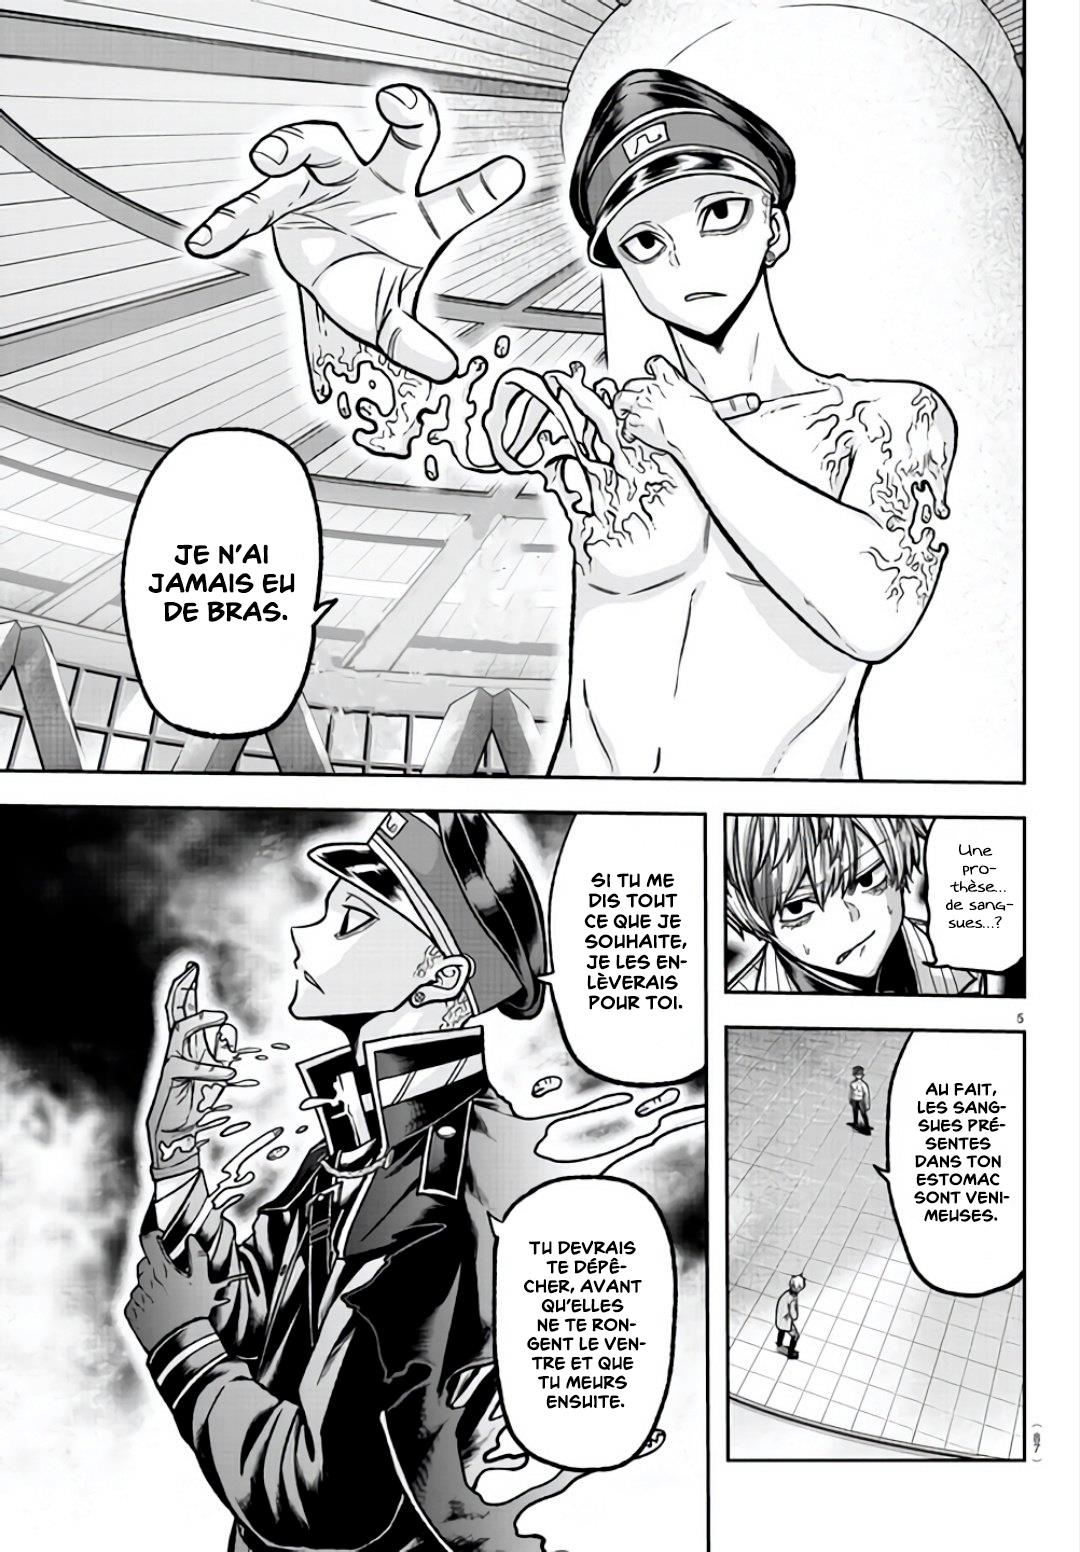 JE N'AI
JAMAIS EU
DE BRAS.
Une
pro-
thèse...
de sang-
sues...?
5
AU FAIT,
LES SANG-
SUES PRÉ-
SENTES
DANS TON
ESTOMAC
SONT VENI-
MEUSES.
SI TU ME
DIS TOUT
CE QUE JE
SOUHAITE,
JE LES EN-
LÈVERAIS
POUR TOI.
TU DEVRAIS
TE DÉPÊ-
CHER, AVANT
QU'ELLES
NE TE RON-
GENT LE VEN-
TRE ET QUE
TU MEURS
ENSUITE.
(87)